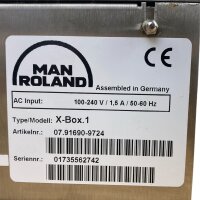 MAN
ROLAND
CE
Assembled in Germany
AC Input: 100-240 V / 1,5 A / 50-60 Hz
Type/Modell: X-Box.1
Artikelnr.: 07.91690-9724
Seriennr.: 01735562742